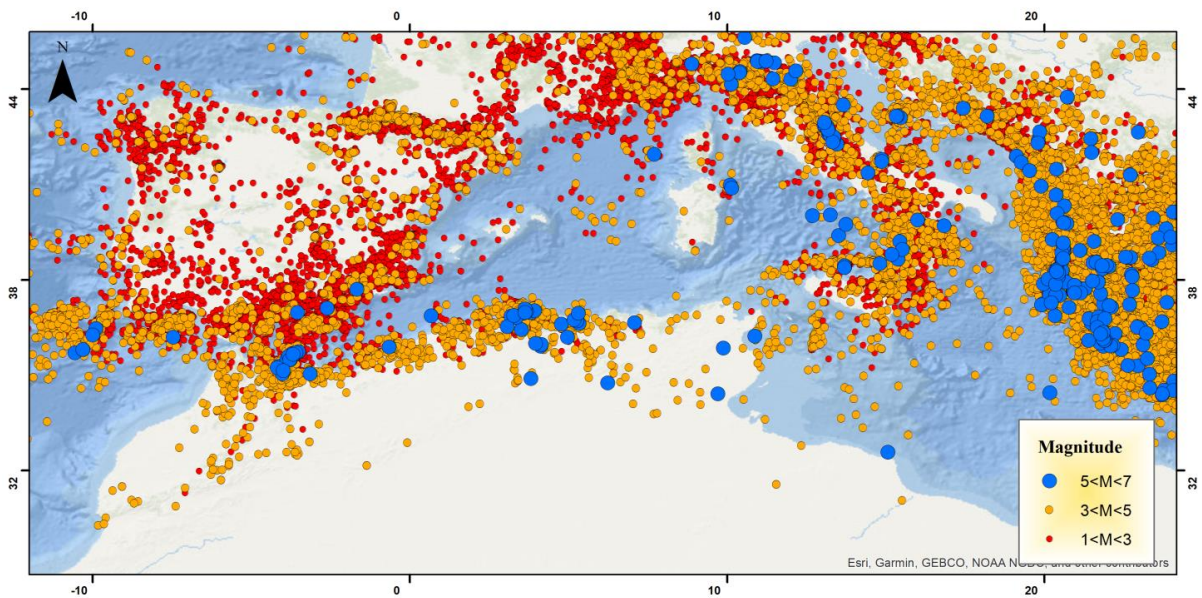 -10 0 10 20
N
44 44
38 38
32 32
Magnitude
5<M<7
3<M<5
1<M<3
Esri, Garmin, GEBCO, NOAA NGDC, and other contributors
-10 0 10 20